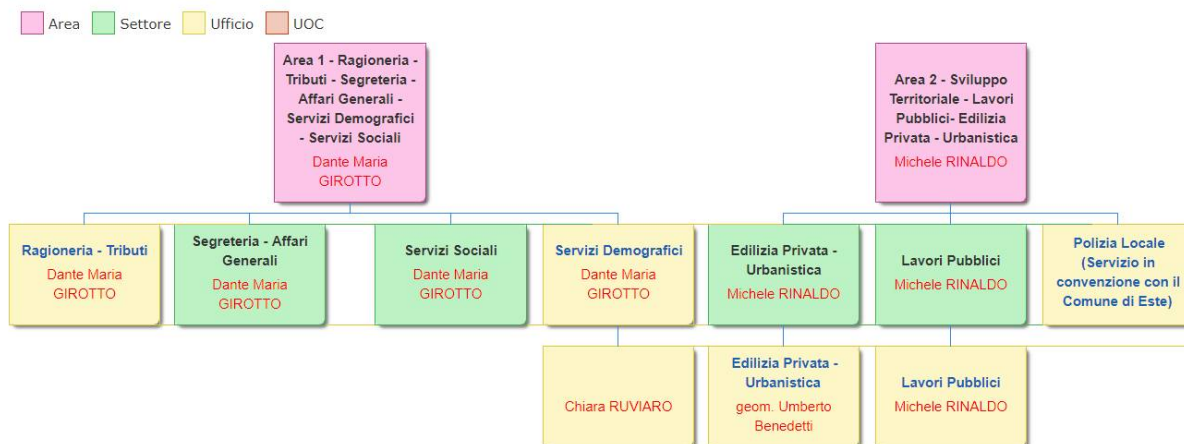 Area Settore Ufficio UOC
Area 1 - Ragioneria -
Tributi - Segreteria -
Affari Generali -
Servizi Demografici
- Servizi Sociali
Dante Maria
GIROTTO
Area 2 - Sviluppo
Territoriale - Lavori
Pubblici- Edilizia
Privata - Urbanistica
Michele RINALDO
Ragioneria - Tributi
Dante Maria
GIROTTO
Segreteria - Affari
Generali
Dante Maria
GIROTTO
Servizi Sociali
Dante Maria
GIROTTO
Servizi Demografici
Dante Maria
GIROTTO
Edilizia Privata -
Urbanistica
Michele RINALDO
Lavori Pubblici
Michele RINALDO
Polizia Locale
(Servizio in
convenzione con il
Comune di Este)
Chiara RUVIARO
Edilizia Privata -
Urbanistica
geom. Umberto
Benedetti
Lavori Pubblici
Michele RINALDO